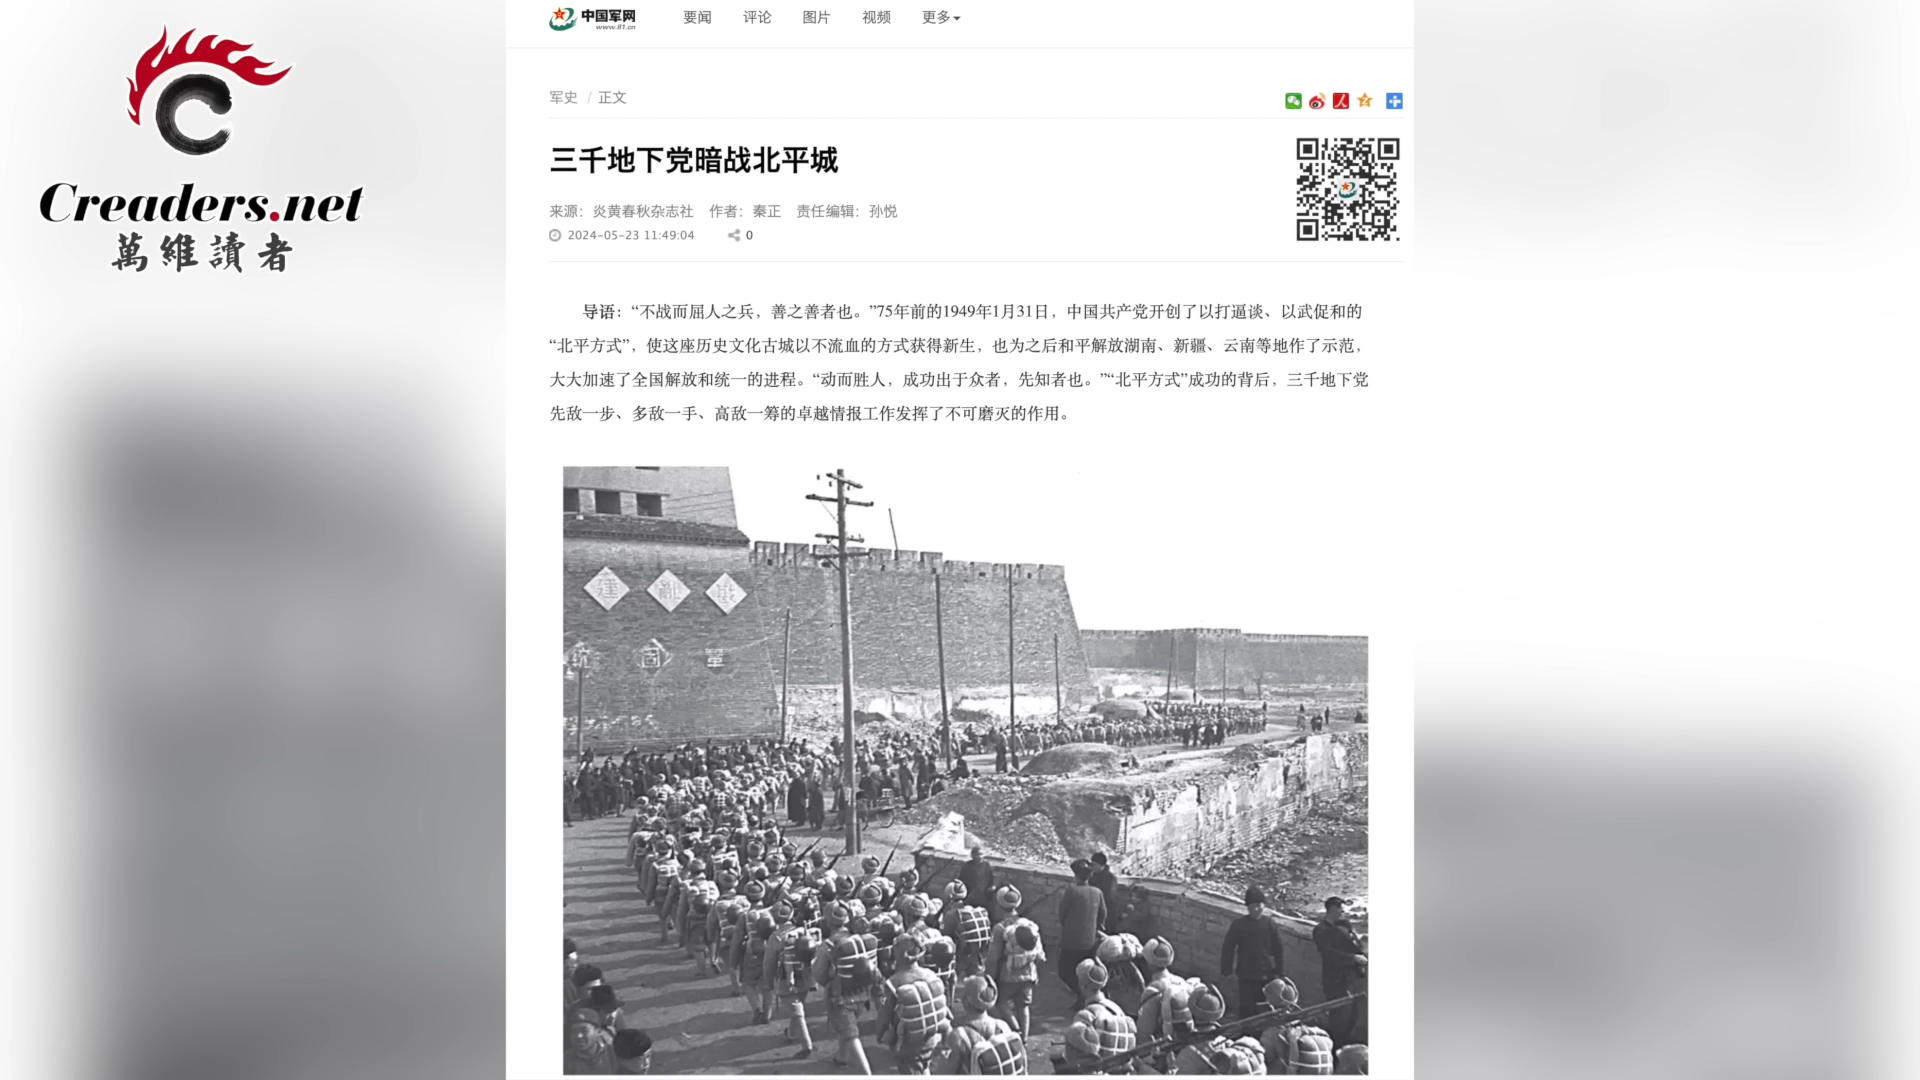 Creaders.net
萬維讀者
中国军网
www.81.cn
要闻 评论 图片 视频 更多
军史 / 正文
三千地下党暗战北平城
来源：炎黄春秋杂志社 作者：秦正 责任编辑：孙悦
2024-05-23 11:49:04 0
导语：“不战而屈人之兵，善之善者也。”75年前的1949年1月31日，中国共产党开创了以打逼谈、以武促和的
“北平方式”，使这座历史文化古城以不流血的方式获得新生，也为之后和平解放湖南、新疆、云南等地作了示范，
大大加速了全国解放和统一的进程。“动而胜人，成功出于众者，先知者也。”“北平方式”成功的背后，三千地下党
先敌一步、多敌一手、高敌一筹的卓越情报工作发挥了不可磨灭的作用。
建 亂 戡
國